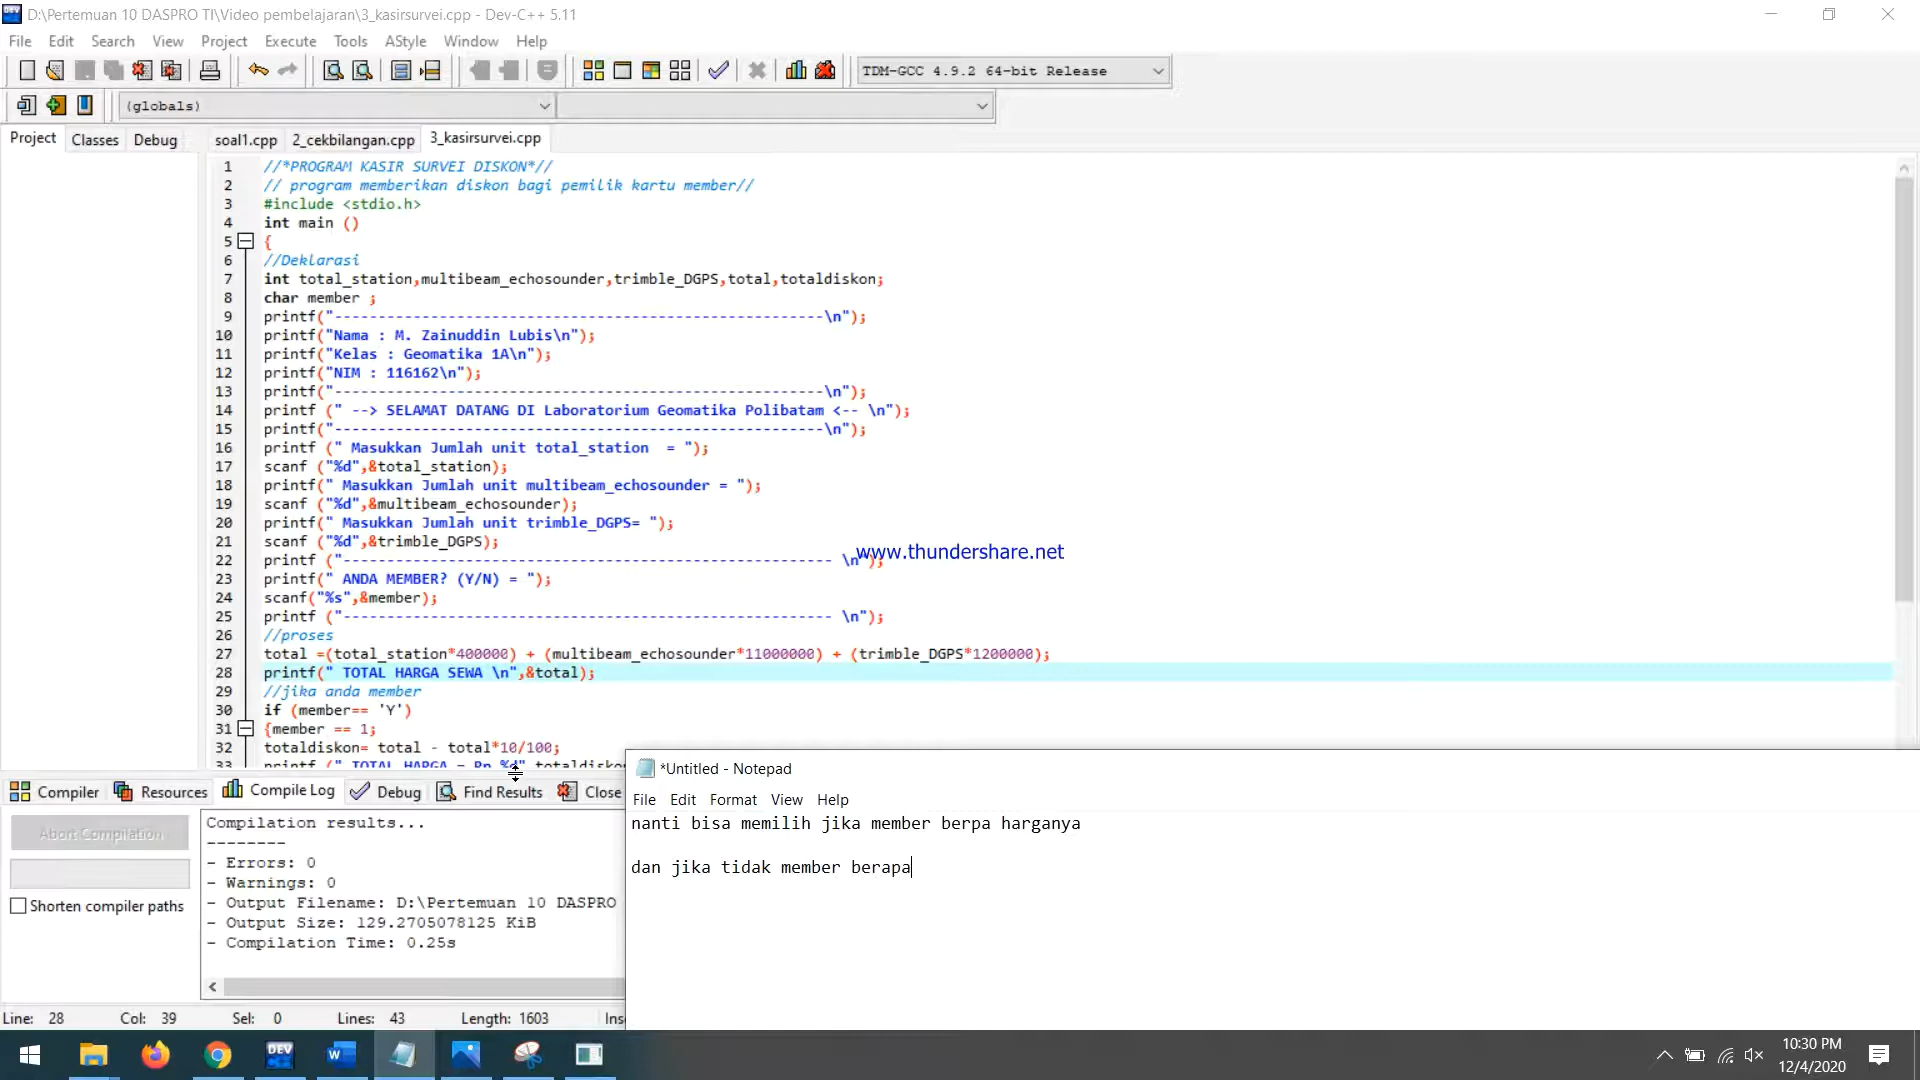 D:\Pertemuan 10 DASPRO TI\Video pembelajaran\3_kasirsurvei.cpp - Dev-C++ 5.11
File Edit Search View Project Execute Tools AStyle Window Help
TDM-GCC 4.9.2 64-bit Release
(globals)
Project Classes Debug soal1.cpp 2_cekbilangan.cpp 3_kasirsurvei.cpp
1 //*PROGRAM KASIR SURVEI DISKON*//
2 // program memberikan diskon bagi pemilik kartu member//
3 #include <stdio.h>
4 int main ()
5 {
6 //Deklarasi
7 int total_station,multibeam_echosounder,trimble_DGPS,total,totaldiskon;
8 char member ;
9 printf("--------------------------------------------------------\n");
10 printf("Nama : M. Zainuddin Lubis\n");
11 printf("Kelas : Geomatika 1A\n");
12 printf("NIM : 116162\n");
13 printf("--------------------------------------------------------\n");
14 printf (" --> SELAMAT DATANG DI Laboratorium Geomatika Polibatam <-- \n");
15 printf("--------------------------------------------------------\n");
16 printf (" Masukkan Jumlah unit total_station  = ");
17 scanf ("%d",&total_station);
18 printf(" Masukkan Jumlah unit multibeam_echosounder = ");
19 scanf ("%d",&multibeam_echosounder);
20 printf(" Masukkan Jumlah unit trimble_DGPS= ");
21 scanf ("%d",&trimble_DGPS);
22 printf ("-------------------------------------------------------- \n");
www.thundershare.net
23 printf(" ANDA MEMBER? (Y/N) = ");
24 scanf("%s",&member);
25 printf ("-------------------------------------------------------- \n");
26 //proses
27 total =(total_station*400000) + (multibeam_echosounder*11000000) + (trimble_DGPS*1200000);
28 printf(" TOTAL HARGA SEWA \n",&total);
29 //jika anda member
30 if (member== 'Y')
31 {member == 1;
32 totaldiskon= total - total*10/100;
33 printf (" TOTAL HARGA = Rp %d" totaldisko
Compiler Resources Compile Log Debug Find Results Close
Abort Compilation
Shorten compiler paths
Compilation results...
--------
- Errors: 0
- Warnings: 0
- Output Filename: D:\Pertemuan 10 DASPRO
- Output Size: 129.2705078125 KiB
- Compilation Time: 0.25s
*Untitled - Notepad
File Edit Format View Help
nanti bisa memilih jika member berpa harganya
dan jika tidak member berapa
Line: 28 Col: 39 Sel: 0 Lines: 43 Length: 1603 Ins
10:30 PM
12/4/2020